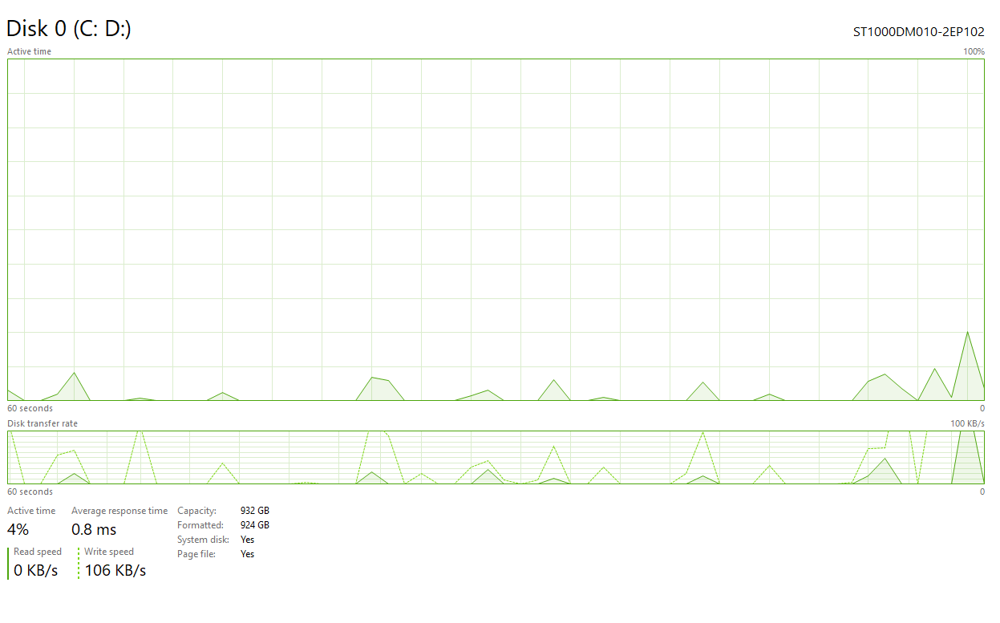 Disk 0 (C: D:)
ST1000DM010-2EP102
Active time
100%
60 seconds
0
Disk transfer rate
100 KB/s
60 seconds
0
Active time
4%
Average response time
0.8 ms
Read speed
0 KB/s
Write speed
106 KB/s
Capacity: 932 GB
Formatted: 924 GB
System disk: Yes
Page file: Yes